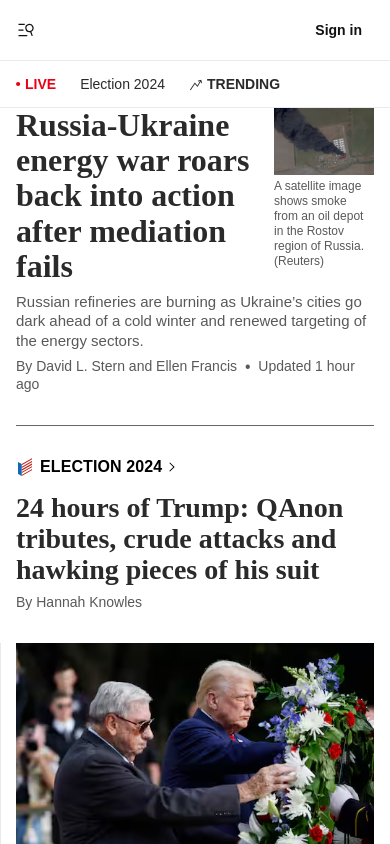 Sign in
LIVE
Election 2024
TRENDING
Russia-Ukraine
energy war roars
back into action
after mediation
fails
A satellite image
shows smoke
from an oil depot
in the Rostov
region of Russia.
(Reuters)
Russian refineries are burning as Ukraine’s cities go
dark ahead of a cold winter and renewed targeting of
the energy sectors.
By David L. Stern and Ellen Francis • Updated 1 hour
ago
ELECTION 2024
24 hours of Trump: QAnon
tributes, crude attacks and
hawking pieces of his suit
By Hannah Knowles